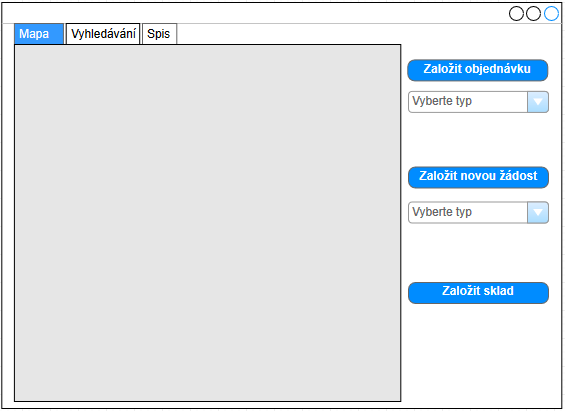 Mapa
Vyhledávání
Spis
Založit objednávku
Vyberte typ
Založit novou žádost
Vyberte typ
Založit sklad